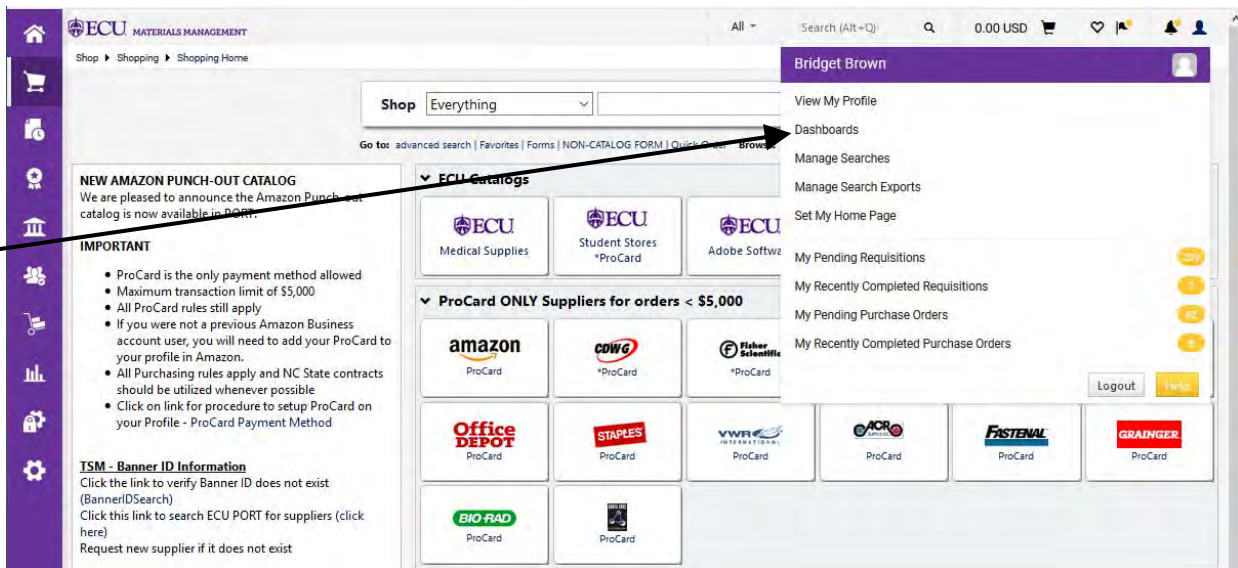 ECU MATERIALS MANAGEMENT
All
Search (Alt+Q)
0.00 USD
Shop Shopping Shopping Home
Bridget Brown
View My Profile
Dashboards
Manage Searches
Manage Search Exports
Set My Home Page
My Pending Requisitions
My Recently Completed Requisitions
My Pending Purchase Orders
My Recently Completed Purchase Orders
Logout
Help
Shop Everything
Go to: advanced search | Favorites | Forms | NON-CATALOG FORM | Quick Order Browse:
NEW AMAZON PUNCH-OUT CATALOG
We are pleased to announce the Amazon Punch-out
catalog is now available in PORT.
IMPORTANT
• ProCard is the only payment method allowed
• Maximum transaction limit of $5,000
• All ProCard rules still apply
• If you were not a previous Amazon Business
account user, you will need to add your ProCard to
your profile in Amazon.
• All Purchasing rules apply and NC State contracts
should be utilized whenever possible
• Click on link for procedure to setup ProCard on
your Profile - ProCard Payment Method
TSM - Banner ID Information
Click the link to verify Banner ID does not exist
(BannerIDSearch)
Click this link to search ECU PORT for suppliers (click
here)
Request new supplier if it does not exist
ECU Catalogs
ECU
Medical Supplies
ECU
Student Stores
*ProCard
ECU
Adobe Softwa
ProCard ONLY Suppliers for orders < $5,000
amazon
ProCard
CDWG
*ProCard
Fisher
Scientific
*ProCard
Office
DEPOT
ProCard
STAPLES
ProCard
VWR
INTERNATIONAL
ProCard
ACR
ProCard
FASTENAL
ProCard
GRAINGER
ProCard
BIO-RAD
ProCard
ProCard